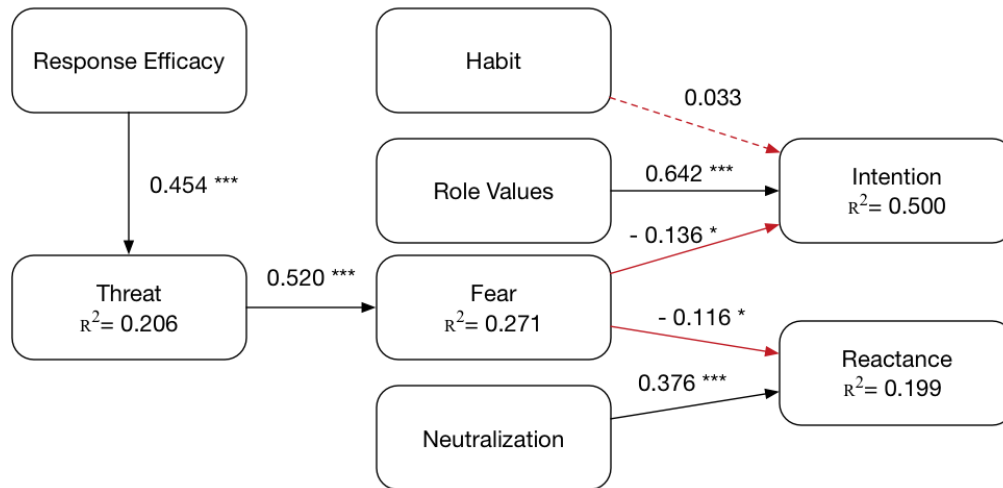 Response Efficacy
Habit
0.033
0.454 ***
Role Values
0.642 ***
Intention
R²= 0.500
- 0.136 *
Threat
R²= 0.206
0.520 ***
Fear
R²= 0.271
- 0.116 *
Reactance
R²= 0.199
0.376 ***
Neutralization